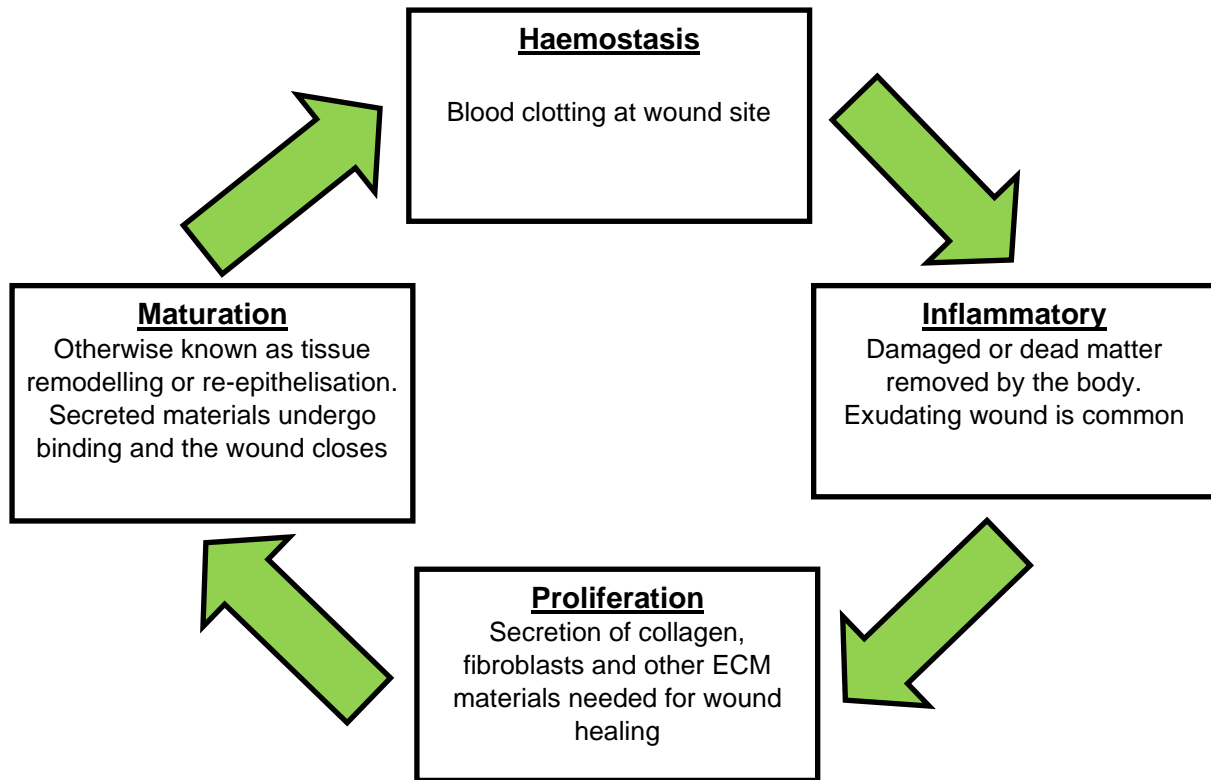 Haemostasis
Blood clotting at wound site
Inflammatory
Damaged or dead matter
removed by the body.
Exudating wound is common
Proliferation
Secretion of collagen,
fibroblasts and other ECM
materials needed for wound
healing
Maturation
Otherwise known as tissue
remodelling or re-epithelisation.
Secreted materials undergo
binding and the wound closes